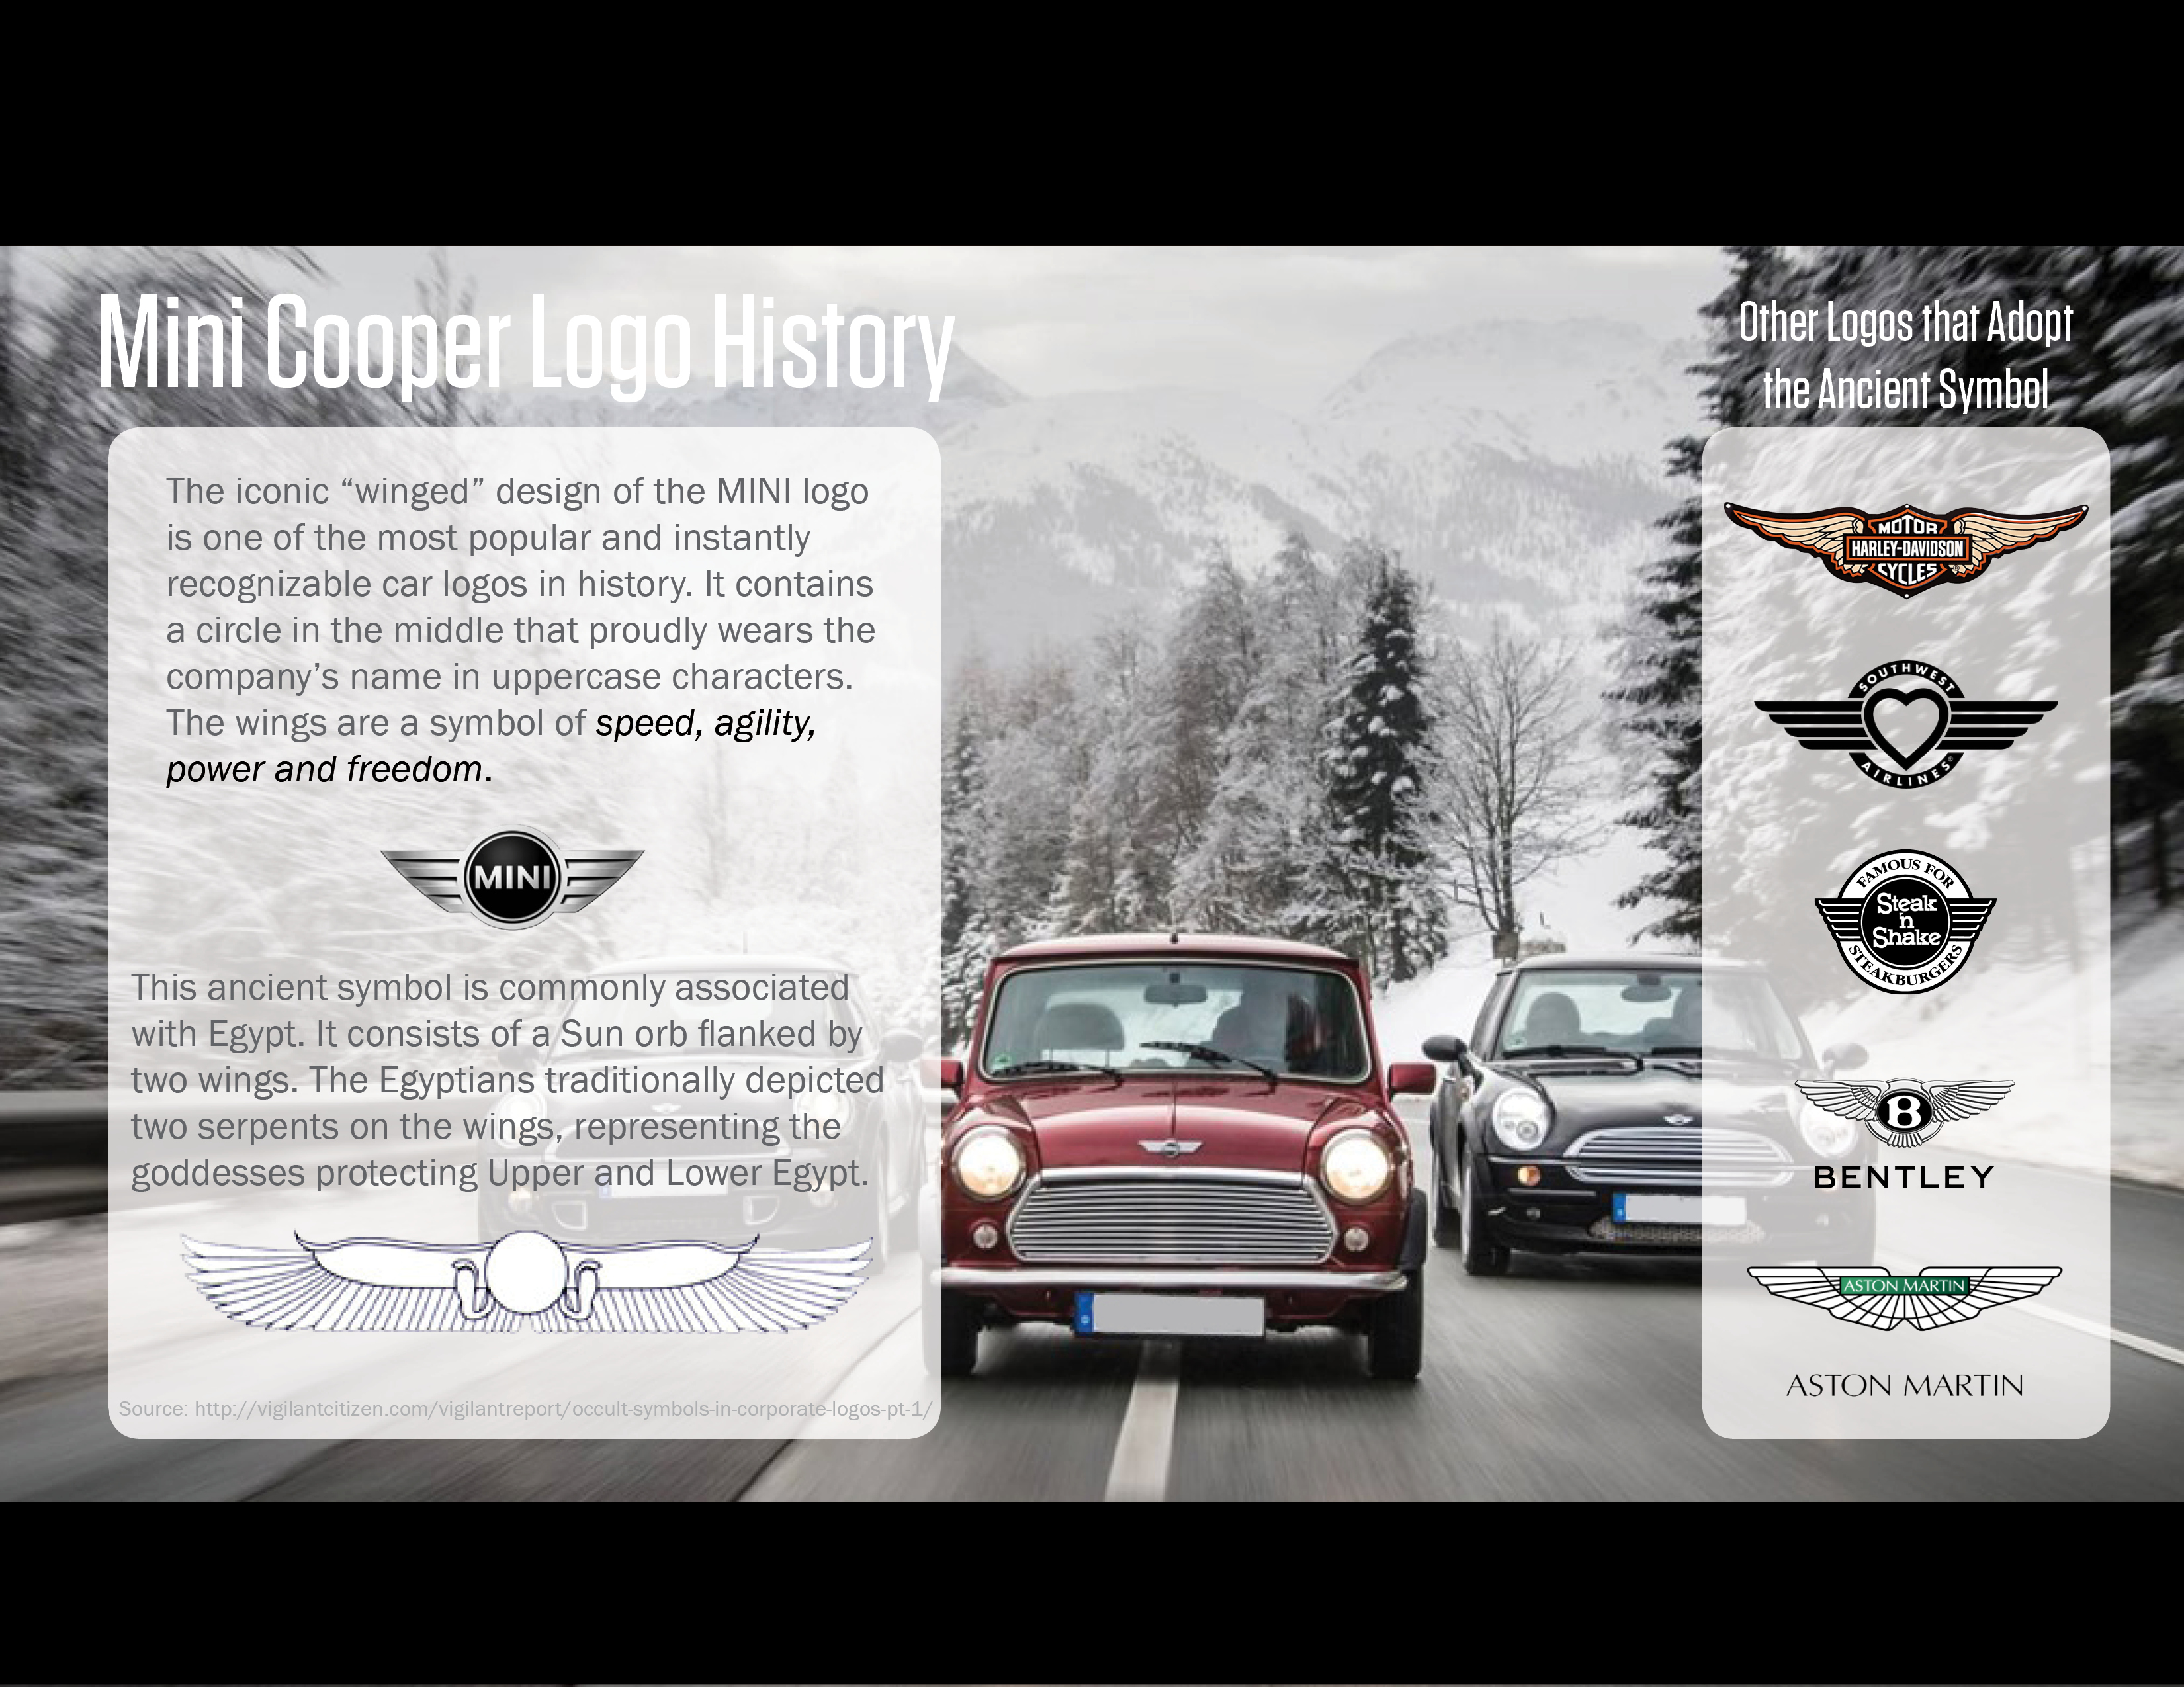 Mini Cooper Logo History
The iconic “winged” design of the MINI logo
is one of the most popular and instantly
recognizable car logos in history. It contains
a circle in the middle that proudly wears the
company’s name in uppercase characters.
The wings are a symbol of speed, agility,
power and freedom.
MINI
This ancient symbol is commonly associated
with Egypt. It consists of a Sun orb flanked by
two wings. The Egyptians traditionally depicted
two serpents on the wings, representing the
goddesses protecting Upper and Lower Egypt.
Source: http://vigilantcitizen.com/vigilantreport/occult-symbols-in-corporate-logos-pt-1/
Other Logos that Adopt
the Ancient Symbol
MOTOR
HARLEY-DAVIDSON
CYCLES
SOUTHWEST
AIRLINES®
FAMOUS FOR
Steak
'n
Shake
STEAKBURGERS
B
BENTLEY
ASTON MARTIN
ASTON MARTIN